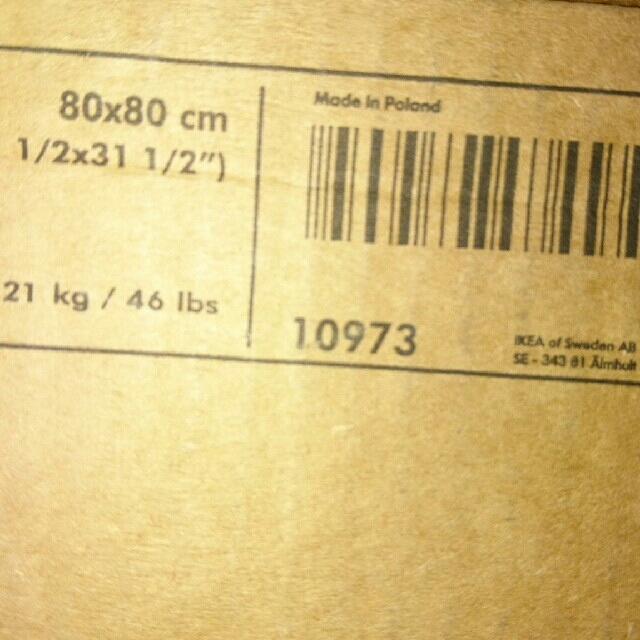 80x80 cm
1/2x31 1/2")
21 kg / 46 lbs
Made in Poland
10973
IKEA of Sweden AB
SE - 343 81 Älmhult